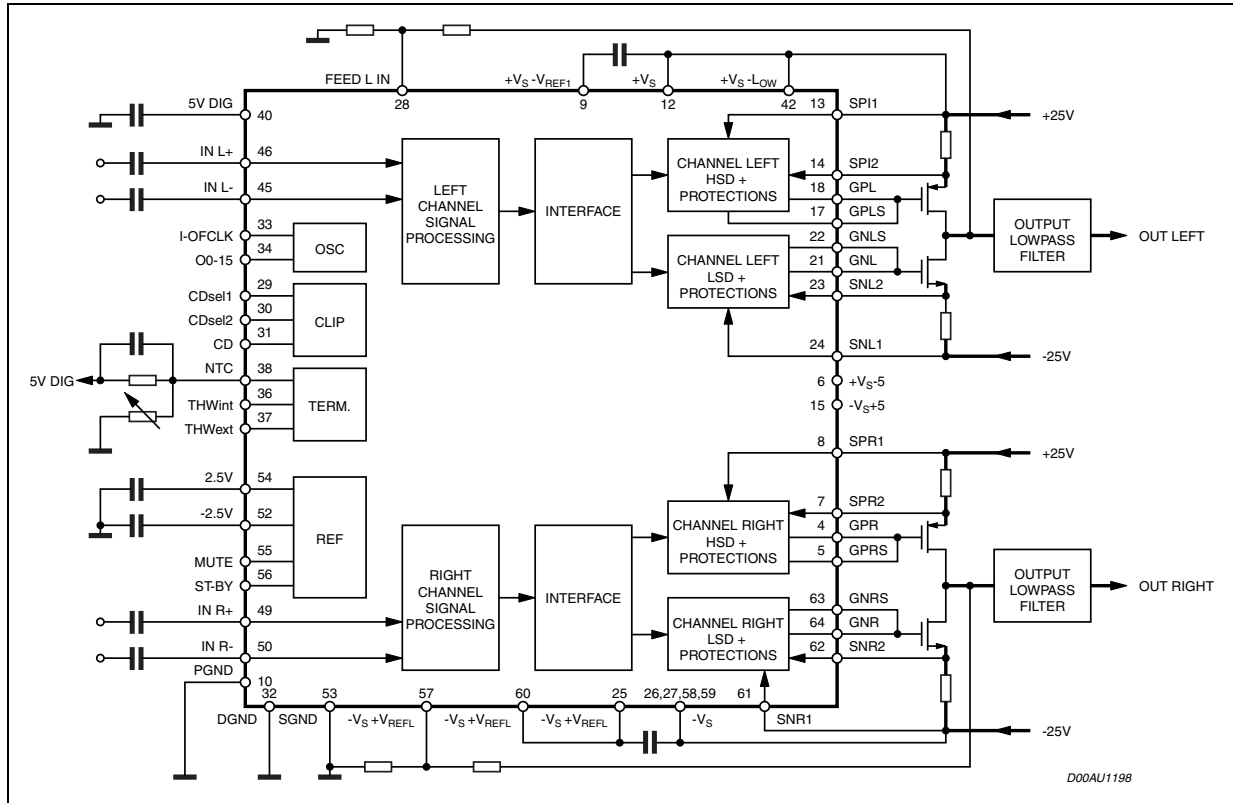 FEED L IN
+VS-VREF1
+VS
+VS-LOW
28
9
12
42
5V DIG
40
13
SPI1
+25V
IN L+
46
14
SPI2
IN L-
45
18
GPL
17
GPLS
LEFT
CHANNEL
SIGNAL
PROCESSING
INTERFACE
CHANNEL LEFT
HSD +
PROTECTIONS
OUTPUT
LOWPASS
FILTER
OUT LEFT
I-OFCLK
33
O0-15
34
OSC
22
GNLS
21
GNL
23
SNL2
CHANNEL LEFT
LSD +
PROTECTIONS
CDsel1
29
CDsel2
30
CD
31
CLIP
24
SNL1
-25V
5V DIG
NTC
38
THWint
36
THWext
37
TERM.
6
+VS-5
15
-VS+5
8
SPR1
+25V
2.5V
54
-2.5V
52
MUTE
55
ST-BY
56
REF
7
SPR2
4
GPR
5
GPRS
CHANNEL RIGHT
HSD +
PROTECTIONS
RIGHT
CHANNEL
SIGNAL
PROCESSING
INTERFACE
OUTPUT
LOWPASS
FILTER
OUT RIGHT
IN R+
49
IN R-
50
63
GNRS
64
GNR
62
SNR2
CHANNEL RIGHT
LSD +
PROTECTIONS
PGND
10
32
53
57
60
25
26,27,58,59
61
DGND
SGND
-VS +VREFL
-VS +VREFL
-VS +VREFL
-VS
SNR1
-25V
D00AU1198